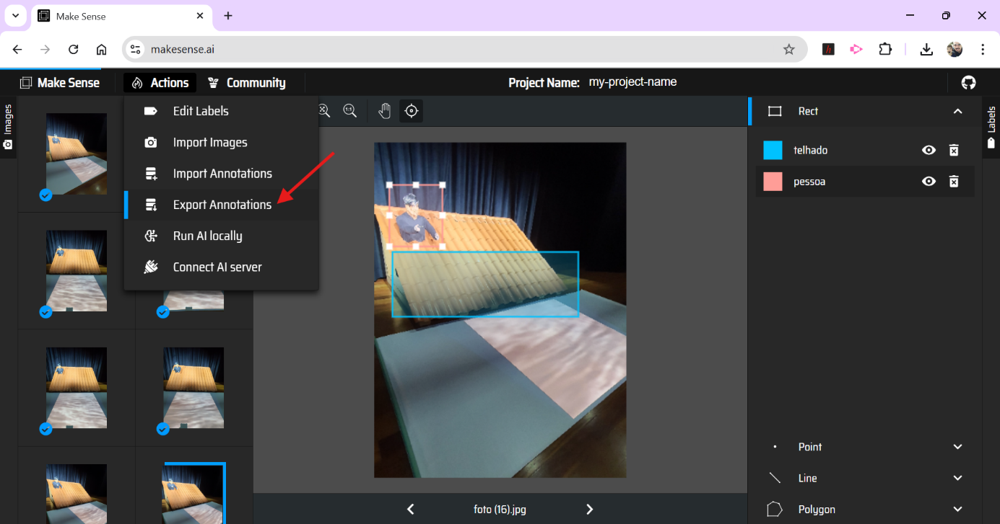 Make Sense
makesense.ai
Make Sense
Actions
Community
Project Name: my-project-name
Images
Edit Labels
Import Images
Import Annotations
Export Annotations
Run AI locally
Connect AI server
1:1
Rect
telhado
pessoa
Labels
Point
Line
Polygon
foto (16).jpg